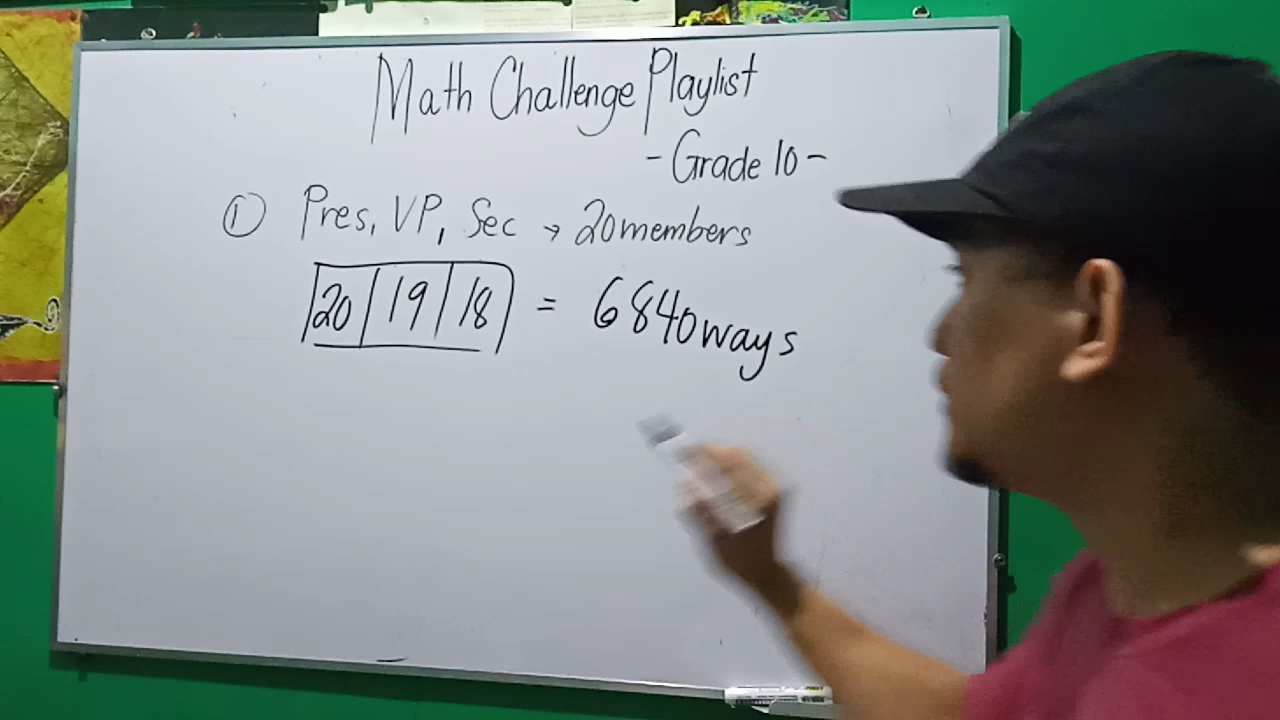 Math Challenge Playlist
- Grade 10 -
① Pres, VP, Sec → 20 members
20 19 18 = 6840 ways